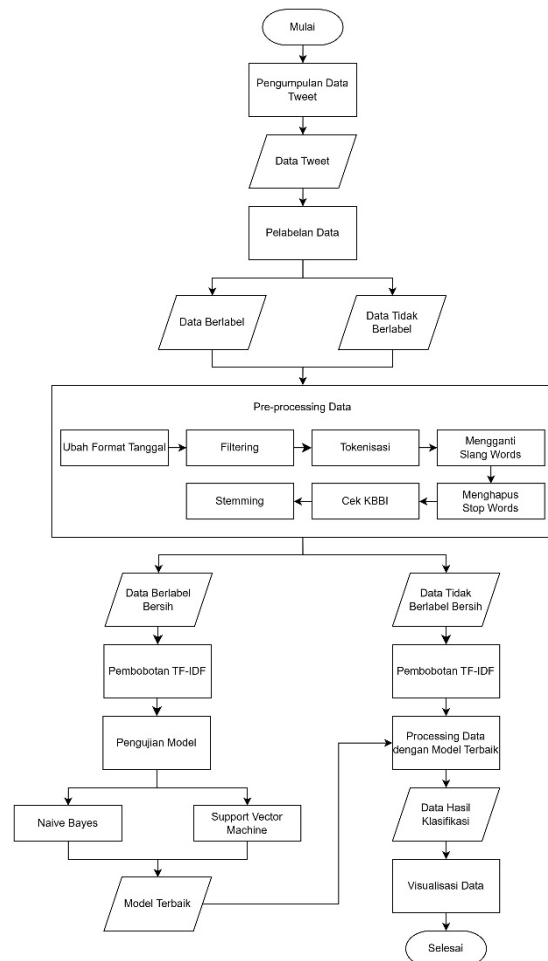 Mulai
Pengumpulan Data
Tweet
Data Tweet
Pelabelan Data
Data Berlabel
Data Tidak
Berlabel
Pre-processing Data
Ubah Format Tanggal
Filtering
Tokenisasi
Mengganti
Slang Words
Menghapus
Stop Words
Cek KBBI
Stemming
Data Berlabel
Bersih
Data Tidak
Berlabel Bersih
Pembobotan TF-IDF
Pembobotan TF-IDF
Pengujian Model
Processing Data
dengan Model Terbaik
Naive Bayes
Support Vector
Machine
Data Hasil
Klasifikasi
Model Terbaik
Visualisasi Data
Selesai